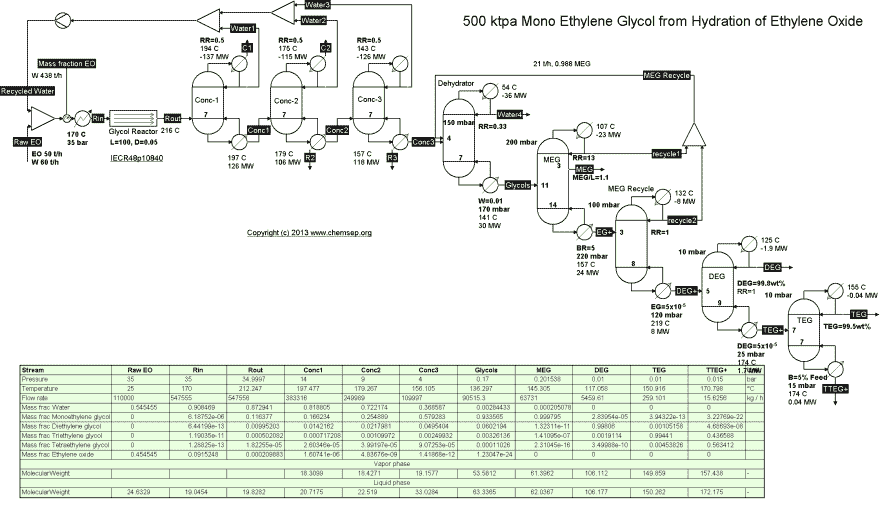 500 ktpa Mono Ethylene Glycol from Hydration of Ethylene Oxide
Water3
Water2
Water1
Mass fraction EO
W 438 t/h
Recycled Water
Raw EO
EO 50 t/h
W 60 t/h
Rin
170 C
35 bar
Glycol Reactor
L=100, D=0.05
IECR48p10840
Rout
216 C
RR=0.5
194 C
-137 MW
C1
Conc-1
7
197 C
126 MW
Conc1
RR=0.5
175 C
-115 MW
C2
Conc-2
7
179 C
106 MW
R2
Conc2
RR=0.5
143 C
-126 MW
Conc-3
7
157 C
118 MW
R3
Conc3
21 t/h, 0.988 MEG
MEG Recycle
Dehydrator
54 C
-36 MW
150 mbar
Water4
RR=0.33
4
7
Glycols
W=0.01
170 mbar
141 C
30 MW
200 mbar
107 C
-23 MW
RR=13
recycle1
MEG
3
MEG
MEG/L=1.1
11
14
EG+
BR=5
220 mbar
157 C
24 MW
MEG Recycle
100 mbar
132 C
-8 MW
recycle2
RR=1
3
8
DEG+
EG=5x10-5
120 mbar
219 C
8 MW
10 mbar
125 C
-1.9 MW
DEG
DEG
DEG=99.8wt%
RR=1
5
9
TEG+
DEG=5x10-5
25 mbar
174 C
10 mbar
155 C
-0.04 MW
TEG
TEG
TEG=99.5wt%
7
7
B=5% Feed
15 mbar
174 C
0.04 MW
TTEG+
Copyright (c) 2013 www.chemsep.org
Stream Raw EO Rin Rout Conc1 Conc2 Conc3 Glycols MEG DEG TEG TTEG+
Pressure 35 35 34.9997 14 9 4 0.17 0.201538 0.01 0.01 0.015 bar
Temperature 25 170 212.247 197.477 179.267 156.105 136.297 145.305 117.058 150.916 170.798 °C
Flow rate 110000 547555 547556 383316 249989 109997 90515.3 63731 5459.61 259.101 15.6256 kg / h
Mass frac Water 0.545455 0.908469 0.872941 0.818805 0.722174 0.368587 0.00284433 0.000205078 0 0 0
Mass frac Monoethylene glycol 0 6.18752e-06 0.116377 0.166234 0.254899 0.579283 0.933565 0.999795 2.83954e-05 3.94322e-13 3.22769e-22
Mass frac Diethylene glycol 0 6.44199e-13 0.00995203 0.0142162 0.0217981 0.0495404 0.0602194 1.32311e-11 0.99806 0.00105156 4.68693e-06
Mass frac Triethylene glycol 0 1.19035e-11 0.000502082 0.000717208 0.00109972 0.00249932 0.00326136 1.41095e-07 0.0019114 0.99441 0.436588
Mass frac Tetraethylene glycol 0 1.28825e-13 1.82255e-05 2.60346e-05 3.99197e-05 9.07253e-05 0.00011026 2.31045e-16 3.49988e-10 0.00453826 0.563412
Mass frac Ethylene oxide 0.454545 0.0915248 0.000209883 1.60741e-06 4.83676e-09 1.41868e-12 1.23047e-24 0 0 0 0
Vapor phase
MolecularWeight 18.3099 18.4271 19.1577 53.5812 61.3962 106.112 149.859 157.436 -
Liquid phase
MolecularWeight 24.6329 19.0454 19.8282 20.7175 22.519 33.0284 63.3365 62.0367 106.177 150.262 172.175 -